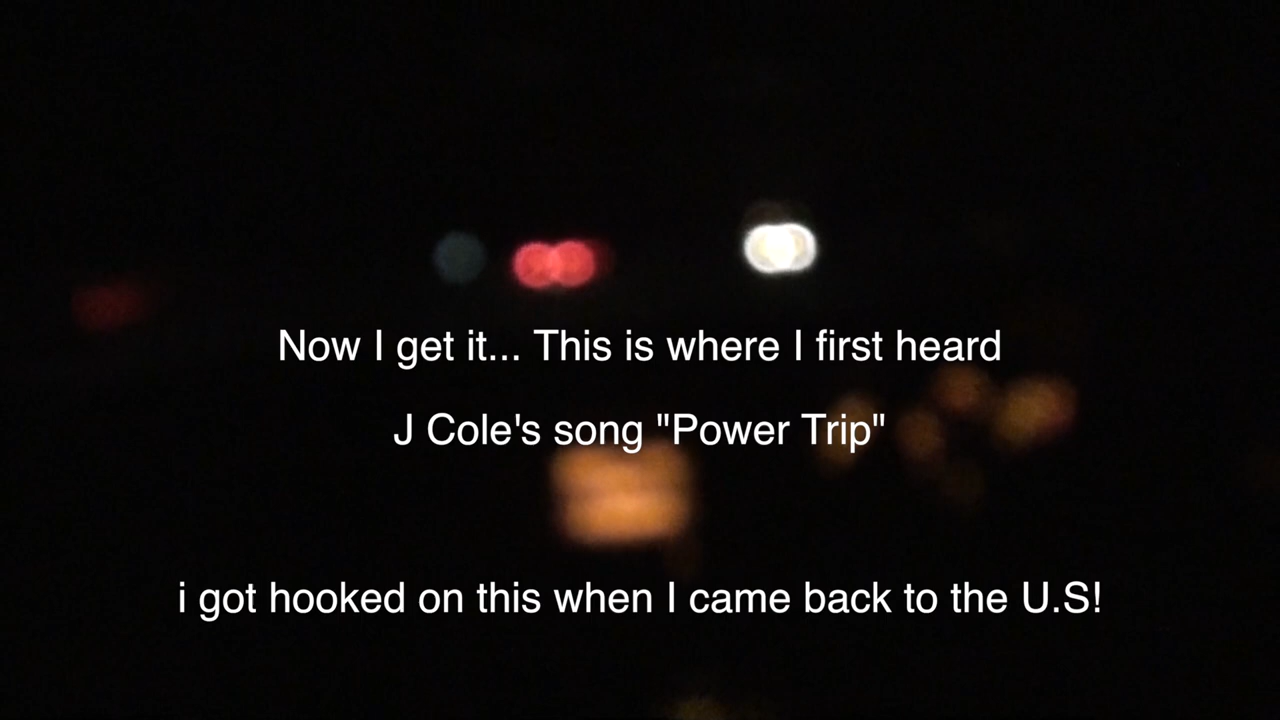 Now I get it... This is where I first heard
J Cole's song "Power Trip"
i got hooked on this when I came back to the U.S!